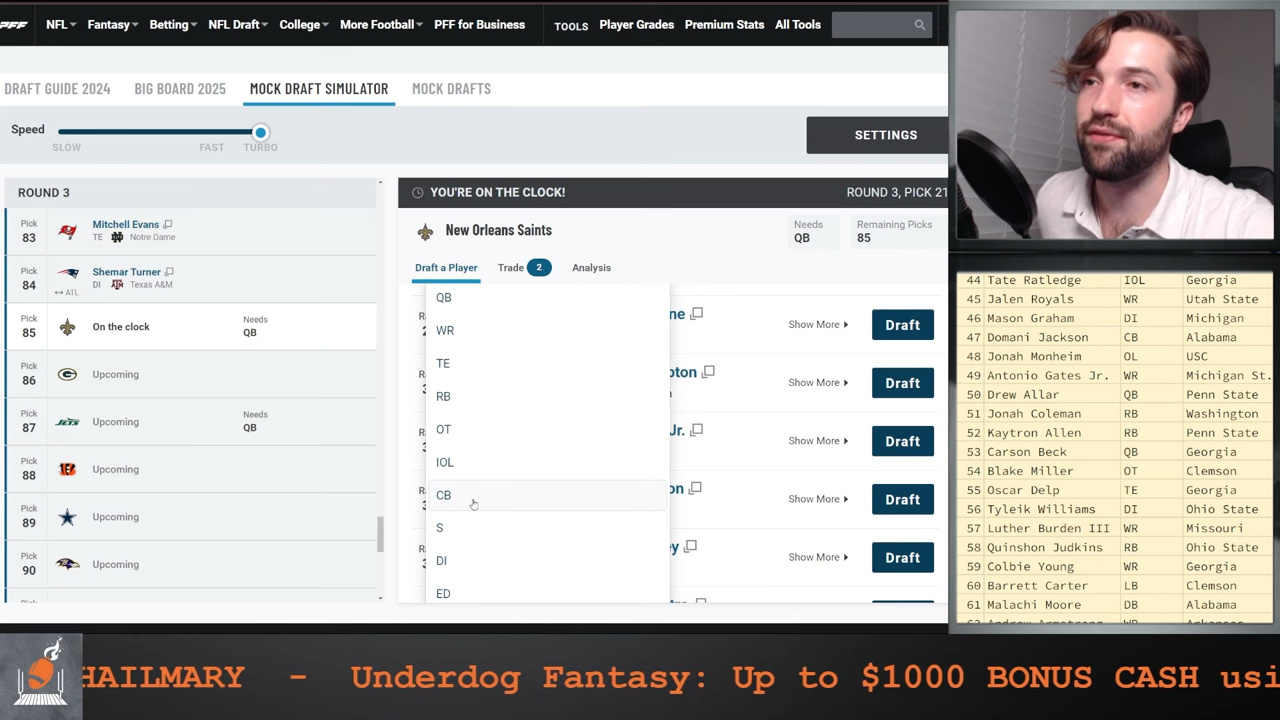 PFF NFL Fantasy Betting NFL Draft College More Football PFF for Business TOOLS Player Grades Premium Stats All Tools
DRAFT GUIDE 2024 BIG BOARD 2025 MOCK DRAFT SIMULATOR MOCK DRAFTS
Speed
SLOW FAST TURBO
SETTINGS
ROUND 3
Pick 83 Mitchell Evans
TE Notre Dame
Pick 84 Shemar Turner
DI Texas A&M
↔ ATL
Pick 85 On the clock Needs QB
Pick 86 Upcoming
Pick 87 Upcoming Needs QB
Pick 88 Upcoming
Pick 89 Upcoming
Pick 90 Upcoming
YOU'RE ON THE CLOCK! ROUND 3, PICK 21
New Orleans Saints
Needs QB
Remaining Picks 85
Draft a Player Trade 2 Analysis
QB
WR
TE
RB
OT
IOL
CB
S
DI
ED
ne Show More Draft
pton Show More Draft
Jr. Show More Draft
on Show More Draft
ey Show More Draft
44 Tate Ratledge IOL Georgia
45 Jalen Royals WR Utah State
46 Mason Graham DI Michigan
47 Domani Jackson CB Alabama
48 Jonah Monheim OL USC
49 Antonio Gates Jr. WR Michigan St.
50 Drew Allar QB Penn State
51 Jonah Coleman RB Washington
52 Kaytron Allen RB Penn State
53 Carson Beck QB Georgia
54 Blake Miller OT Clemson
55 Oscar Delp TE Georgia
56 Tyleik Williams DI Ohio State
57 Luther Burden III WR Missouri
58 Quinshon Judkins RB Ohio State
59 Colbie Young WR Georgia
60 Barrett Carter LB Clemson
61 Malachi Moore DB Alabama
HAILMARY - Underdog Fantasy: Up to $1000 BONUS CASH usi